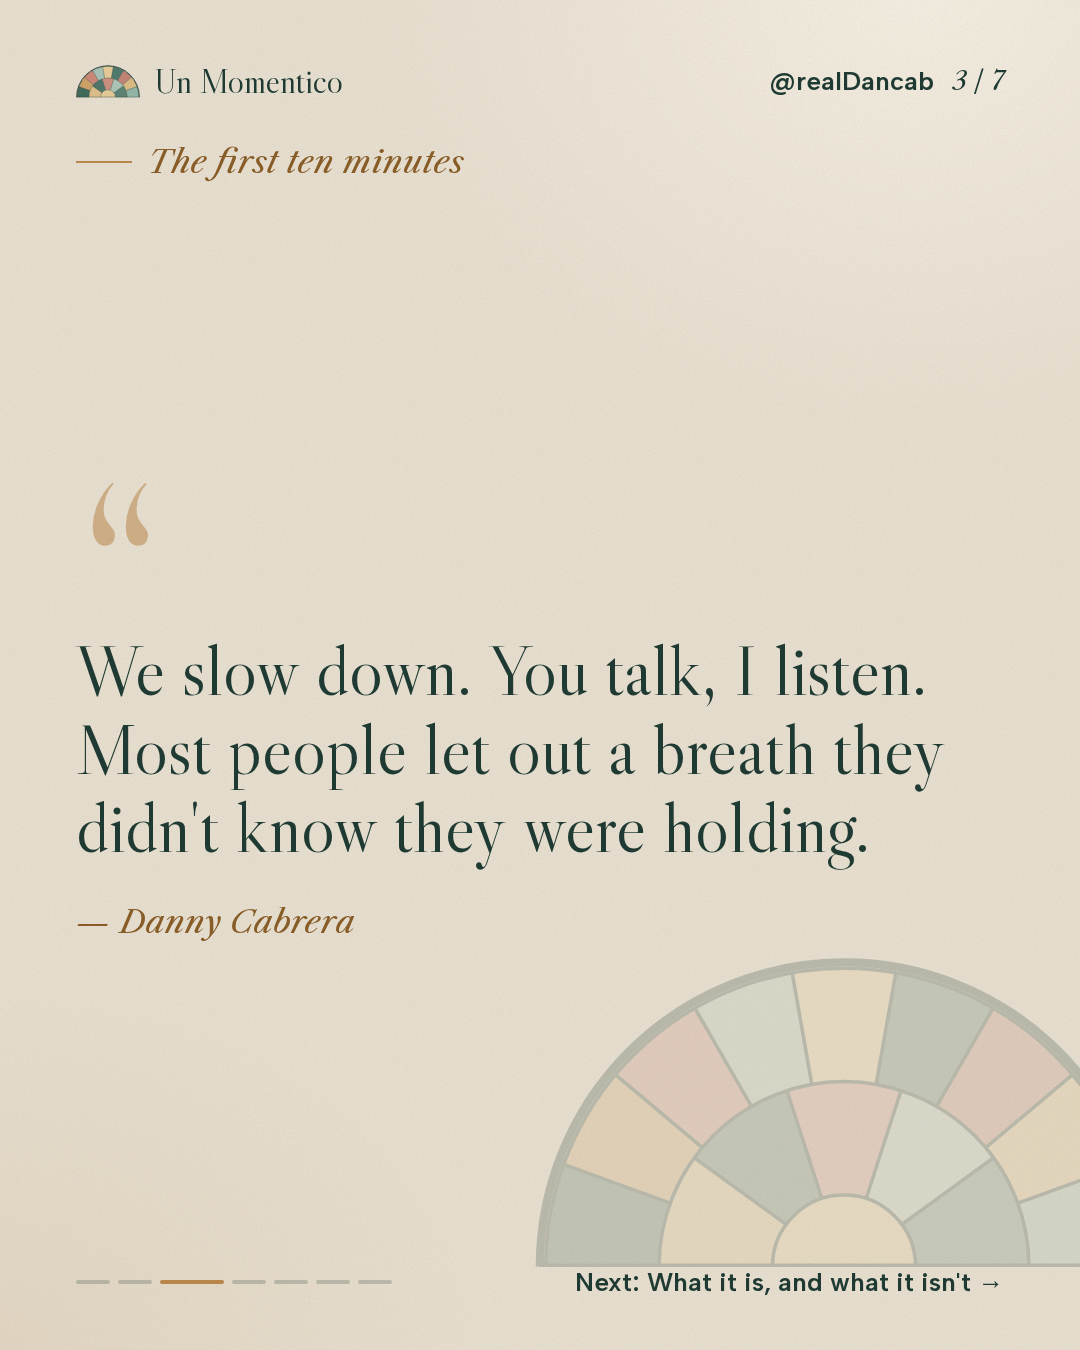 Un Momentico
@realDancab 3 / 7
The first ten minutes
“
We slow down. You talk, I listen.
Most people let out a breath they
didn't know they were holding.
— Danny Cabrera
Next: What it is, and what it isn't →